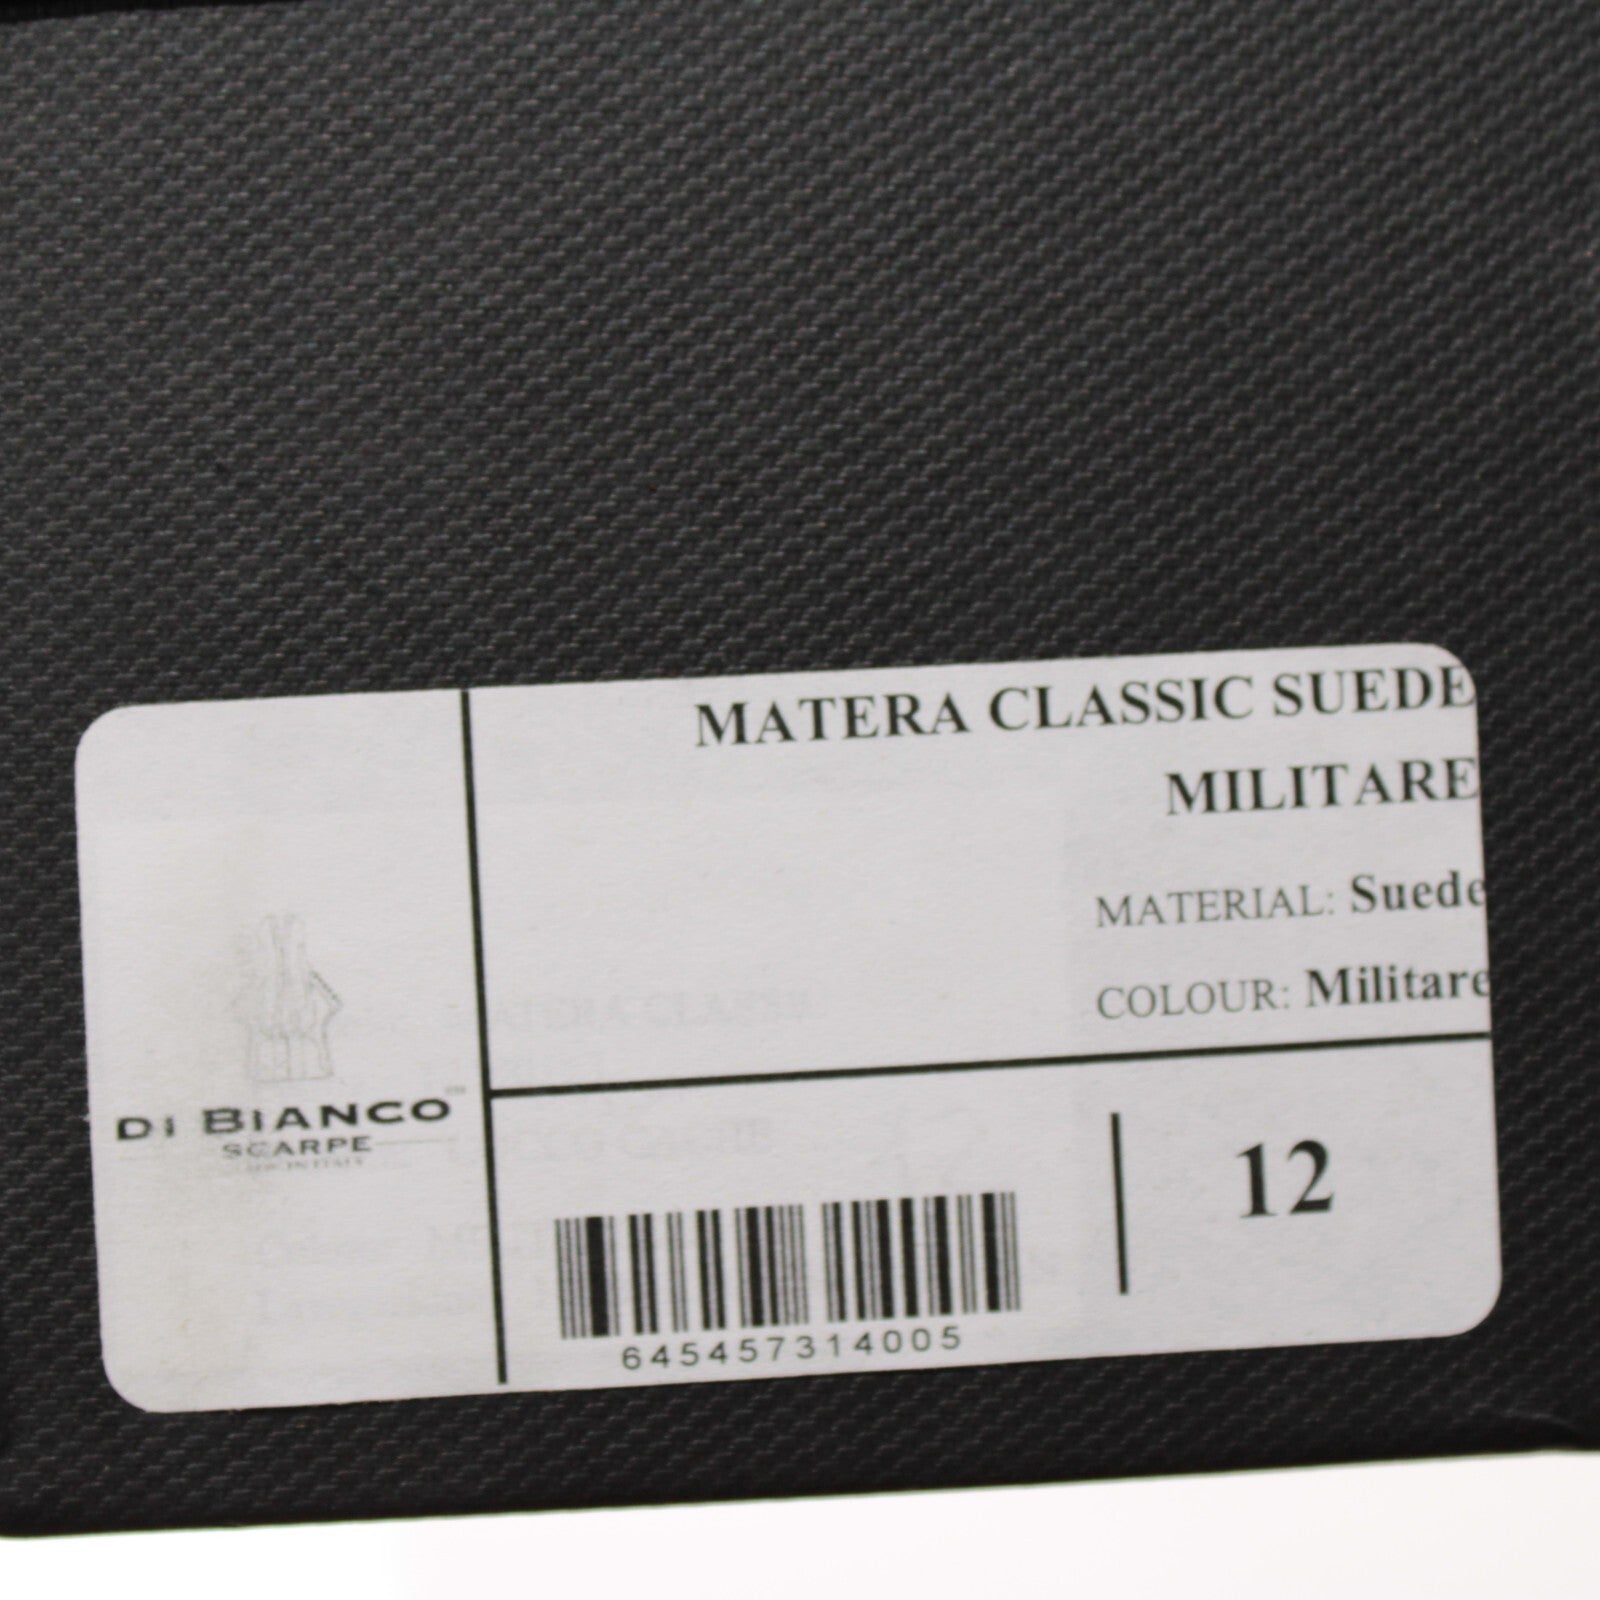 MATERA CLASSIC SUEDE
MILITARE
MATERIAL: Suede
COLOUR: Militare
DI BIANCO
SCARPE
12
645457314005